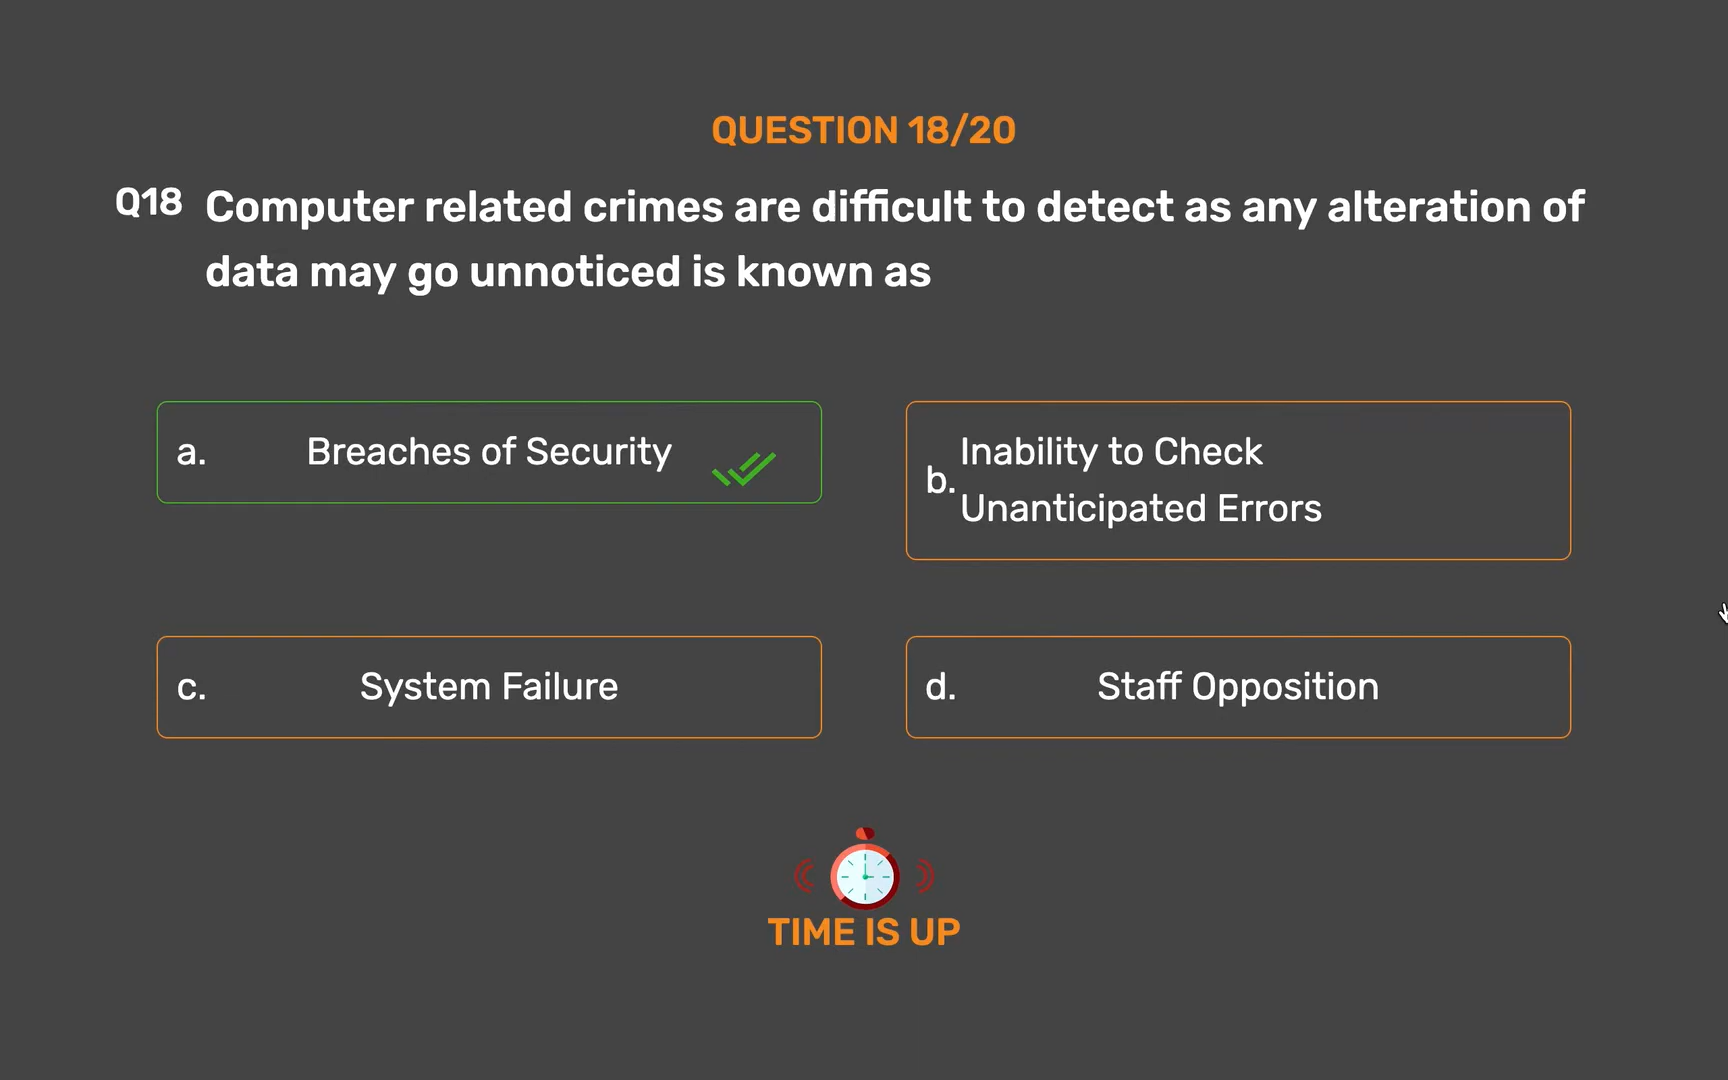 QUESTION 18/20
Q18 Computer related crimes are difficult to detect as any alteration of
data may go unnoticed is known as
a. Breaches of Security
b. Inability to Check
Unanticipated Errors
c. System Failure
d. Staff Opposition
TIME IS UP